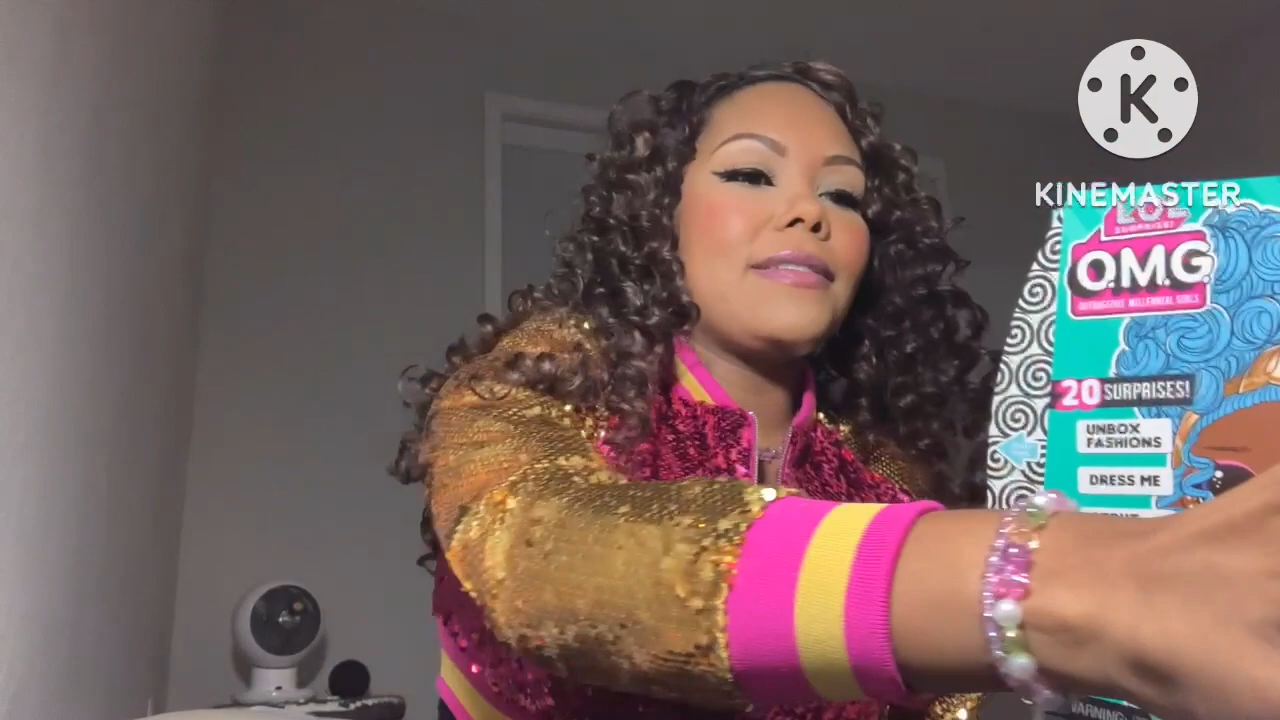 K
KINEMASTER
L.O.L.
SURPRISE!
O.M.G
OUTRAGEOUS MILLENNIAL GIRLS
20 SURPRISES!
UNBOX
FASHIONS
DRESS ME
WARNING